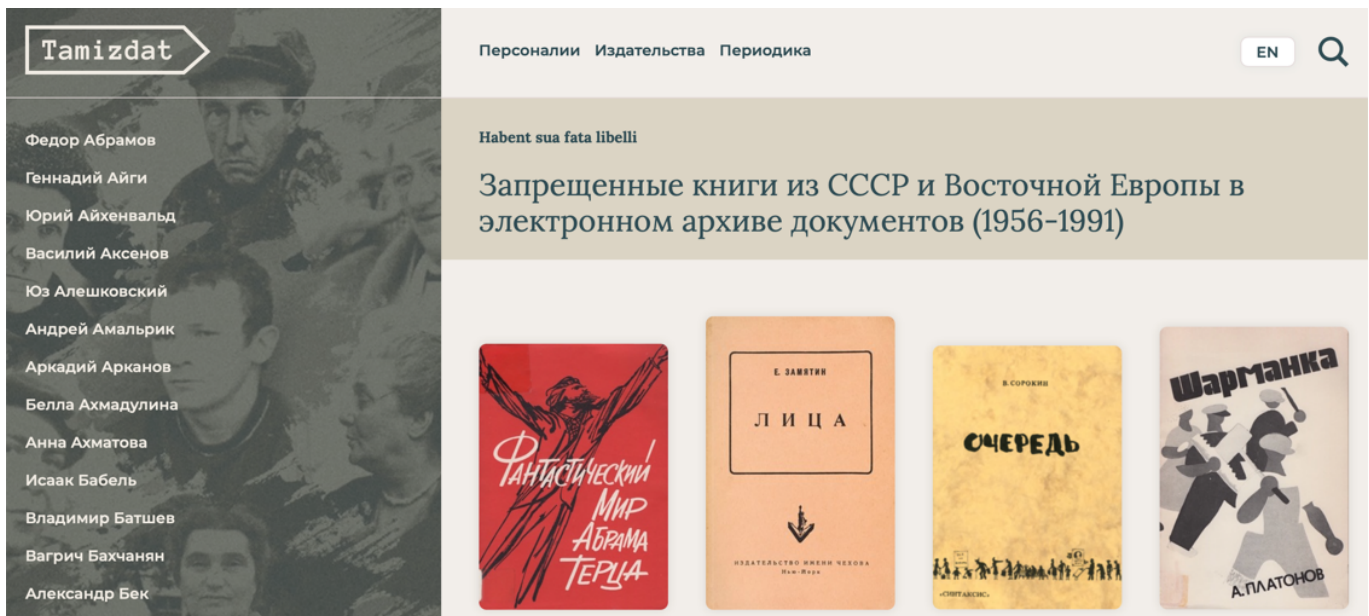 Tamizdat
Персоналии Издательства Периодика
EN
Федор Абрамов
Геннадий Айги
Юрий Айхенвальд
Василий Аксенов
Юз Алешковский
Андрей Амальрик
Аркадий Арканов
Белла Ахмадулина
Анна Ахматова
Исаак Бабель
Владимир Батшев
Вагрич Бахчанян
Александр Бек
Habent sua fata libelli
Запрещенные книги из СССР и Восточной Европы в
электронном архиве документов (1956-1991)
Фантастический
Мир
Абрама
Терца
Е. ЗАМЯТИН
ЛИЦА
ИЗДАТЕЛЬСТВО ИМЕНИ ЧЕХОВА
Нью-Йорк
В. СОРОКИН
ОЧЕРЕДЬ
«СИНТАКСИС»
Шарманка
А. ПЛАТОНОВ